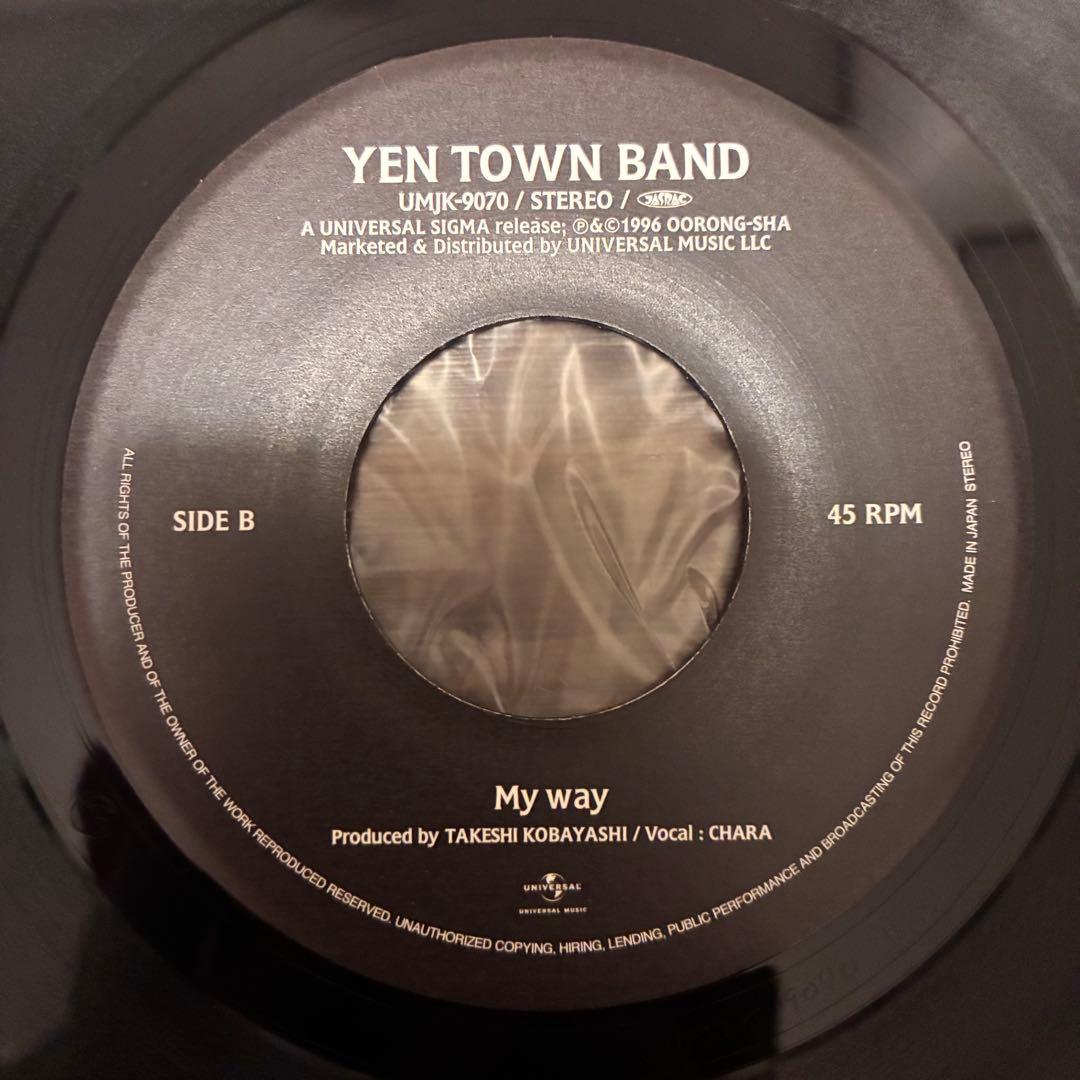 YEN TOWN BAND
UMJK-9070 / STEREO / JASRAC
A UNIVERSAL SIGMA release; ℗&©1996 OORONG-SHA
Marketed & Distributed by UNIVERSAL MUSIC LLC
SIDE B
45 RPM
My way
Produced by TAKESHI KOBAYASHI / Vocal : CHARA
UNIVERSAL
UNIVERSAL MUSIC
ALL RIGHTS OF THE PRODUCER AND OF THE OWNER OF THE WORK REPRODUCED RESERVED. UNAUTHORIZED COPYING, HIRING, LENDING, PUBLIC PERFORMANCE AND BROADCASTING OF THIS RECORD PROHIBITED. MADE IN JAPAN STEREO